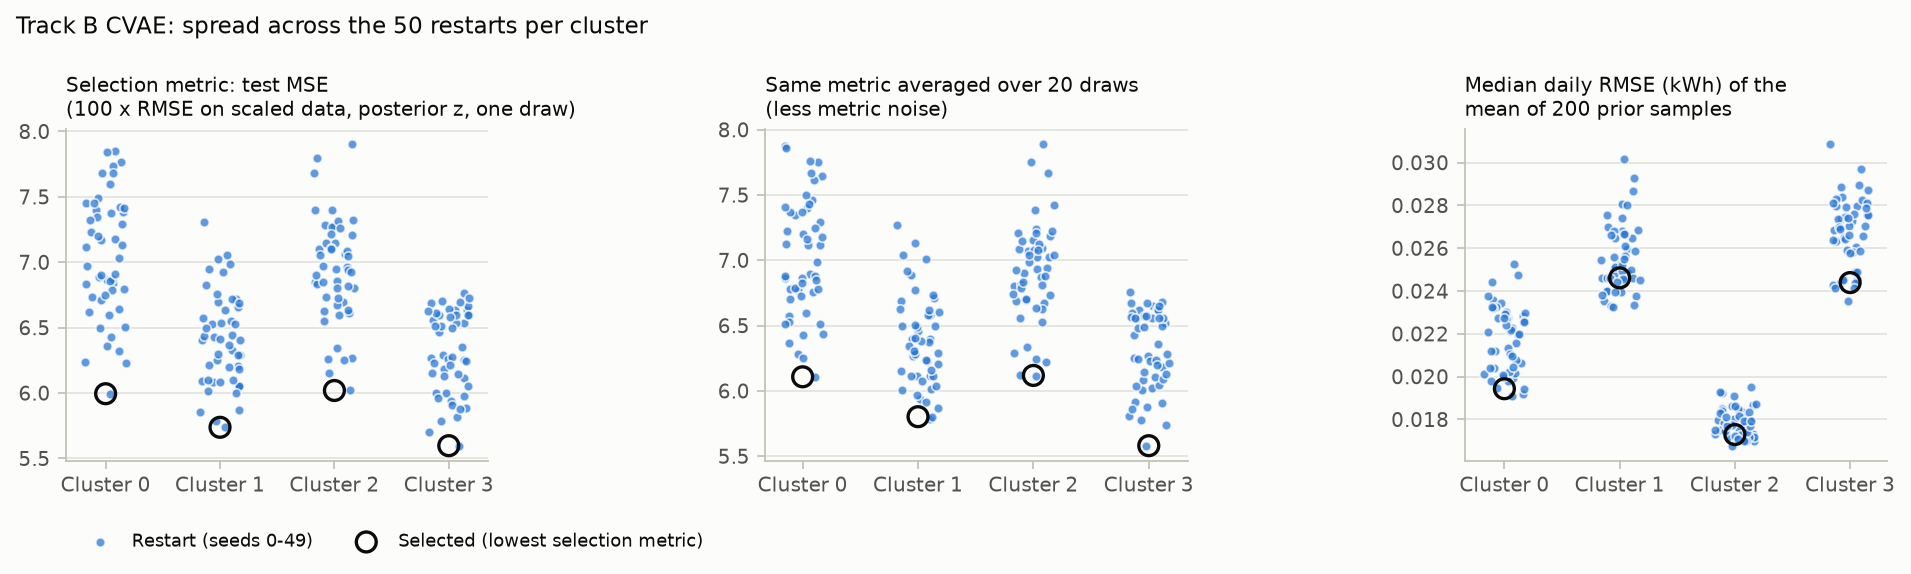 Track B CVAE: spread across the 50 restarts per cluster
Selection metric: test MSE
(100 x RMSE on scaled data, posterior z, one draw)
8.0
7.5
7.0
6.5
6.0
5.5
Cluster 0 Cluster 1 Cluster 2 Cluster 3
Same metric averaged over 20 draws
(less metric noise)
8.0
7.5
7.0
6.5
6.0
5.5
Cluster 0 Cluster 1 Cluster 2 Cluster 3
Median daily RMSE (kWh) of the
mean of 200 prior samples
0.030
0.028
0.026
0.024
0.022
0.020
0.018
Cluster 0 Cluster 1 Cluster 2 Cluster 3
Restart (seeds 0-49) Selected (lowest selection metric)